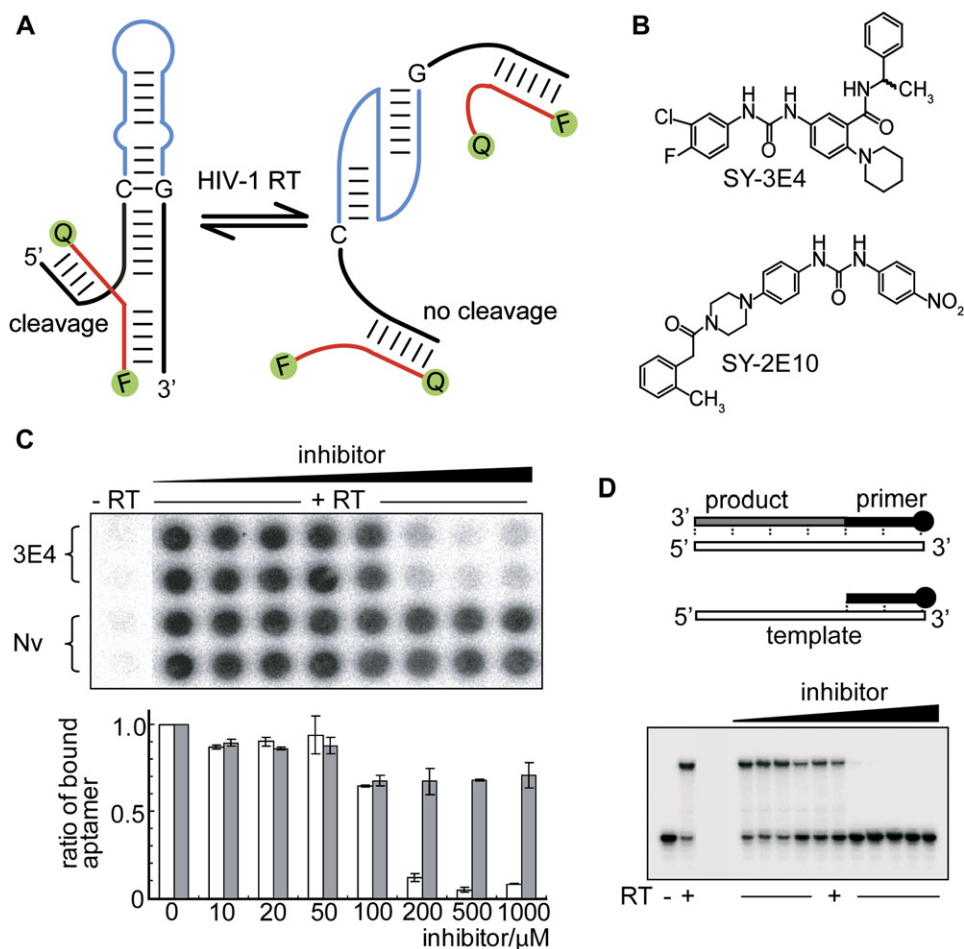 A
C G
HIV-1 RT
G
Q
F
5'
Q
cleavage
F
3'
C
no cleavage
F
Q
B
H H
N N
Cl
F
O
HN
CH₃
O
N
SY-3E4
H H
N N
O
NO₂
N
N
O
CH₃
SY-2E10
C
inhibitor
- RT + RT
3E4
Nv
ratio of bound
aptamer
1.0
0.5
0
0 10 20 50 100 200 500 1000
inhibitor/µM
D
product primer
3' 
5' 3'
5' 3'
template
inhibitor
RT - + +